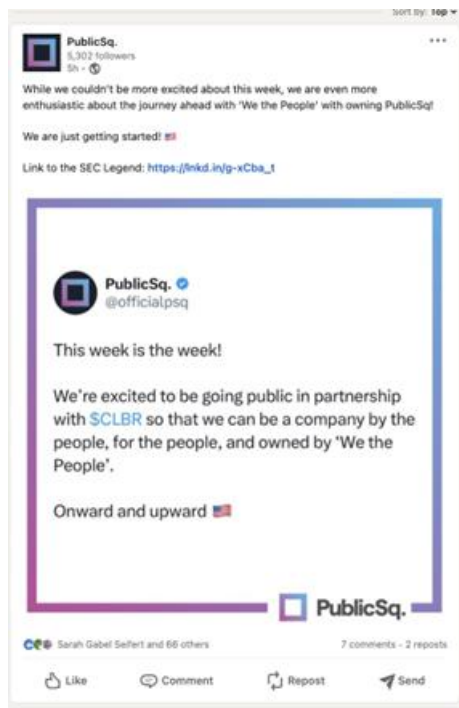 Sort by: Top
PublicSq.
5,302 followers
5h •
While we couldn't be more excited about this week, we are even more
enthusiastic about the journey ahead with 'We the People' with owning PublicSq!
We are just getting started! 🇺🇸
Link to the SEC Legend: https://lnkd.in/g-xCba_t
PublicSq.
@officialpsq
This week is the week!
We're excited to be going public in partnership
with $CLBR so that we can be a company by the
people, for the people, and owned by 'We the
People'.
Onward and upward 🇺🇸
PublicSq.
Sarah Gabel Seifert and 66 others
7 comments • 2 reposts
Like
Comment
Repost
Send